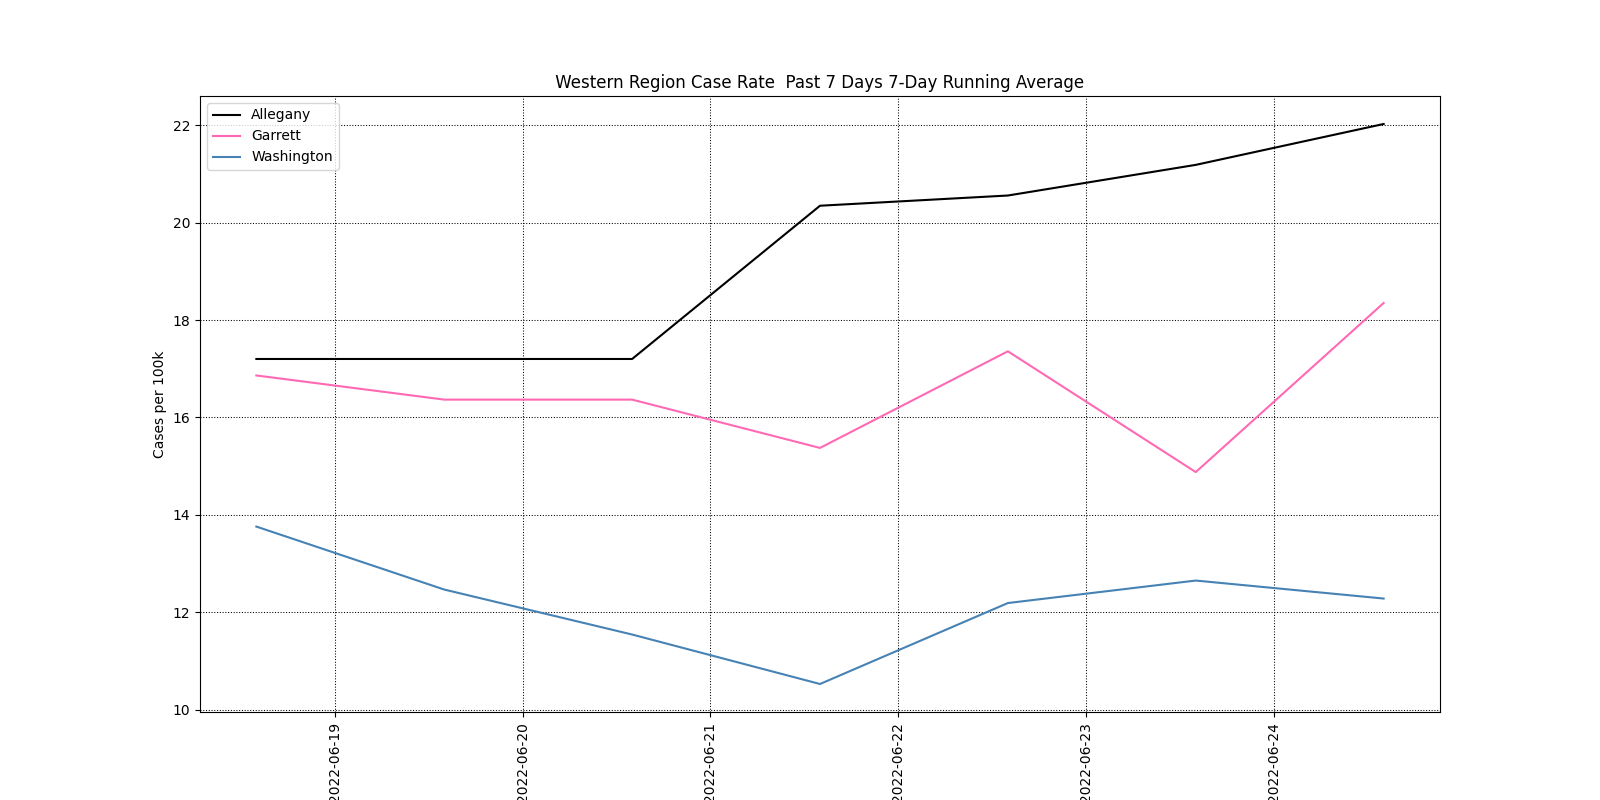 Western Region Case Rate  Past 7 Days 7-Day Running Average
Allegany
Garrett
Washington
22
20
18
16
14
12
10
Cases per 100k
2022-06-19
2022-06-20
2022-06-21
2022-06-22
2022-06-23
2022-06-24